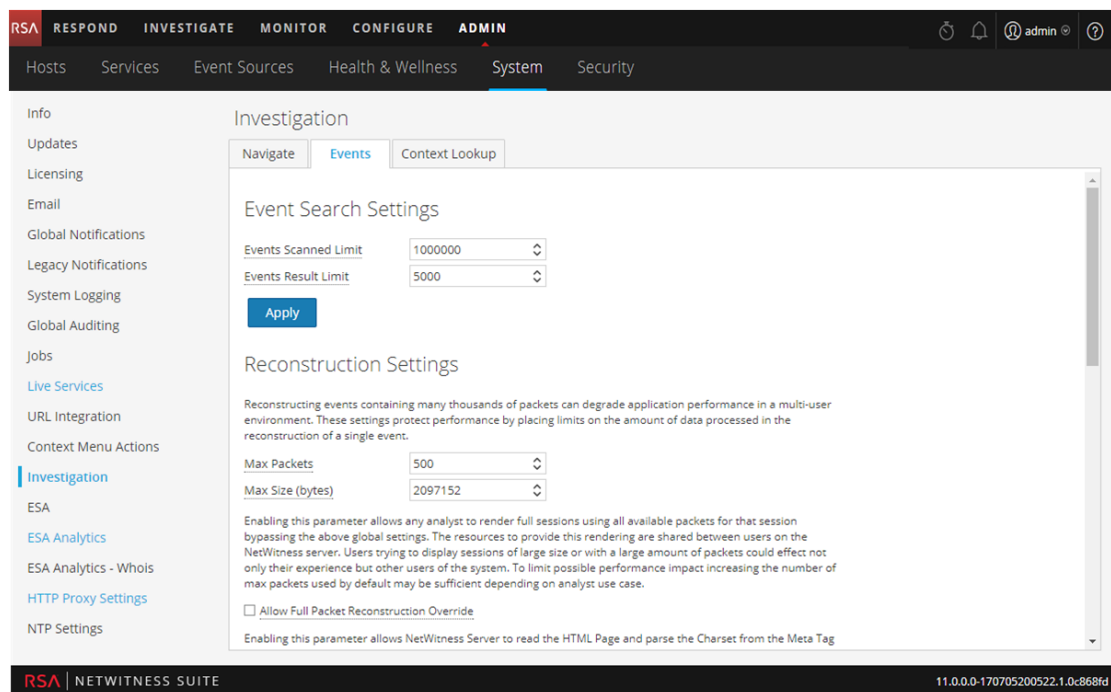 RSA RESPOND INVESTIGATE MONITOR CONFIGURE ADMIN admin ?
Hosts Services Event Sources Health & Wellness System Security
Info
Updates
Licensing
Email
Global Notifications
Legacy Notifications
System Logging
Global Auditing
Jobs
Live Services
URL Integration
Context Menu Actions
Investigation
ESA
ESA Analytics
ESA Analytics - Whois
HTTP Proxy Settings
NTP Settings
Investigation
Navigate Events Context Lookup
Event Search Settings
Events Scanned Limit 1000000
Events Result Limit 5000
Apply
Reconstruction Settings
Reconstructing events containing many thousands of packets can degrade application performance in a multi-user
environment. These settings protect performance by placing limits on the amount of data processed in the
reconstruction of a single event.
Max Packets 500
Max Size (bytes) 2097152
Enabling this parameter allows any analyst to render full sessions using all available packets for that session
bypassing the above global settings. The resources to provide this rendering are shared between users on the
NetWitness server. Users trying to display sessions of large size or with a large amount of packets could effect not
only their experience but other users of the system. To limit possible performance impact increasing the number of
max packets used by default may be sufficient depending on analyst use case.
Allow Full Packet Reconstruction Override
Enabling this parameter allows NetWitness Server to read the HTML Page and parse the Charset from the Meta Tag
RSA NETWITNESS SUITE 11.0.0.0-170705200522.1.0c868fd